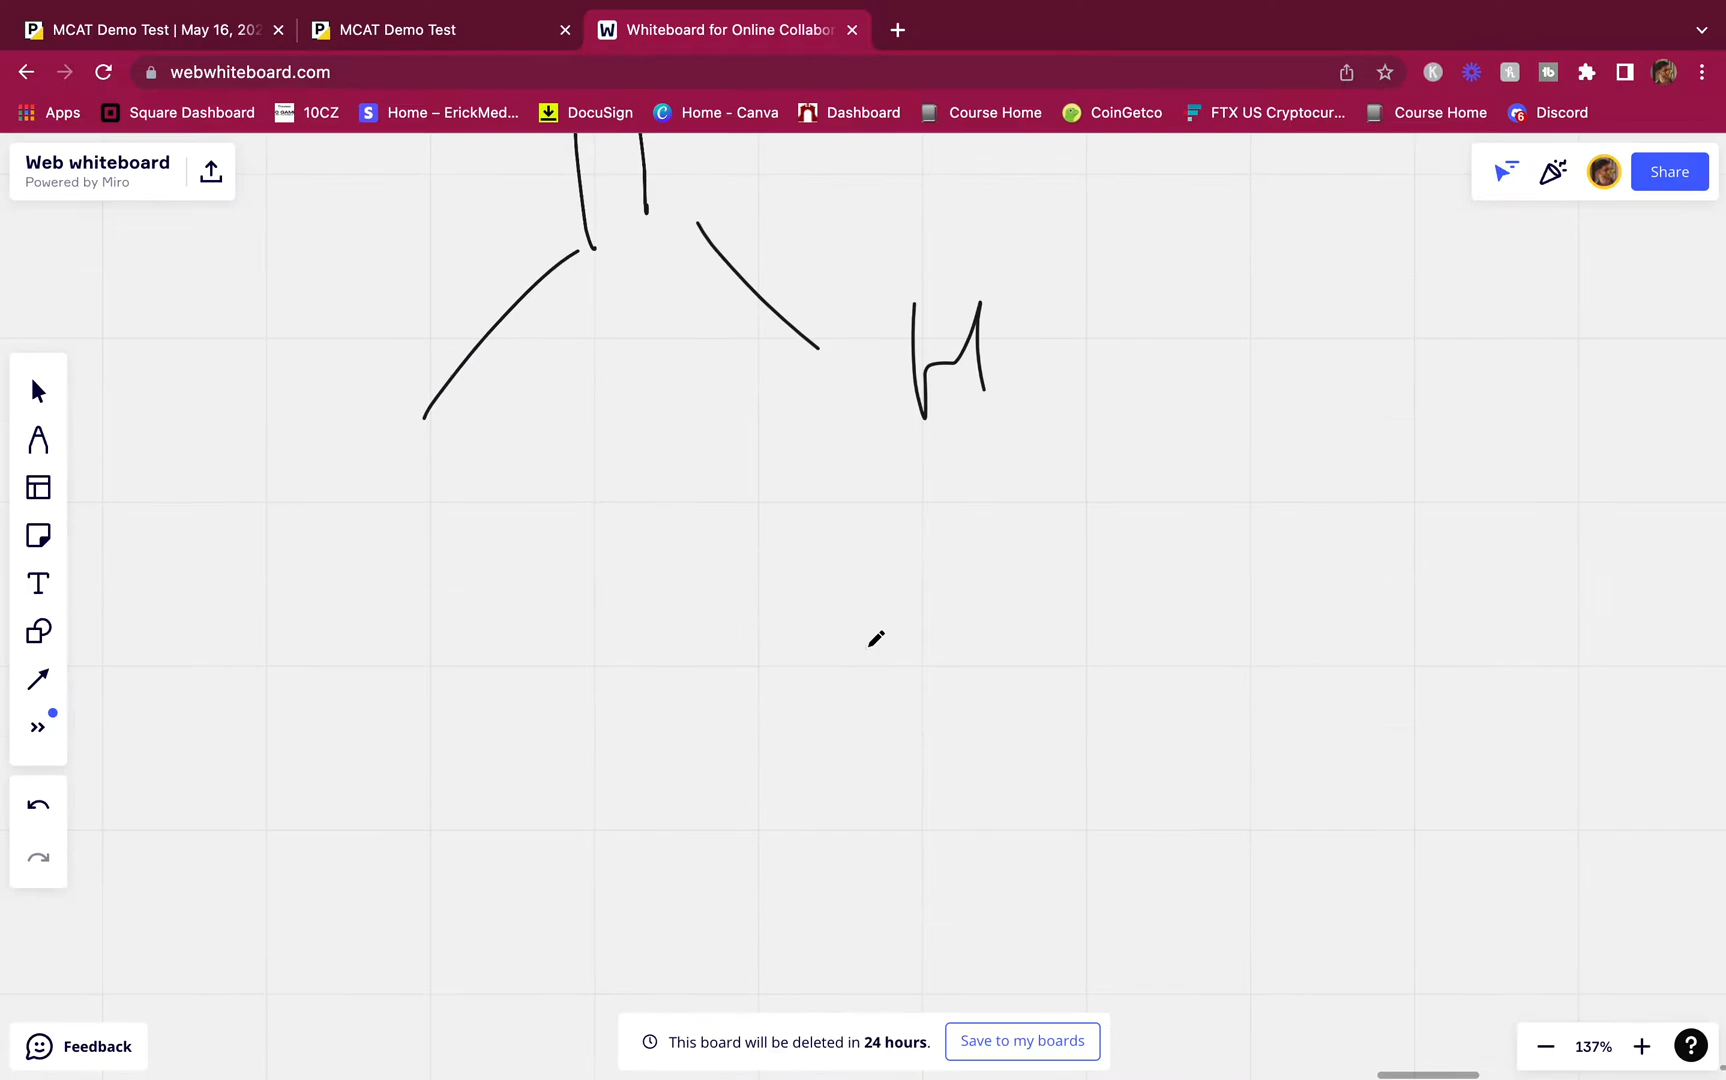 MCAT Demo Test | May 16, 202
MCAT Demo Test
Whiteboard for Online Collabor
webwhiteboard.com
Apps
Square Dashboard
10CZ
Home – ErickMed...
DocuSign
Home - Canva
Dashboard
Course Home
CoinGetco
FTX US Cryptocur...
Course Home
Discord
Web whiteboard
Powered by Miro
Share
H
Feedback
This board will be deleted in 24 hours.
Save to my boards
137%